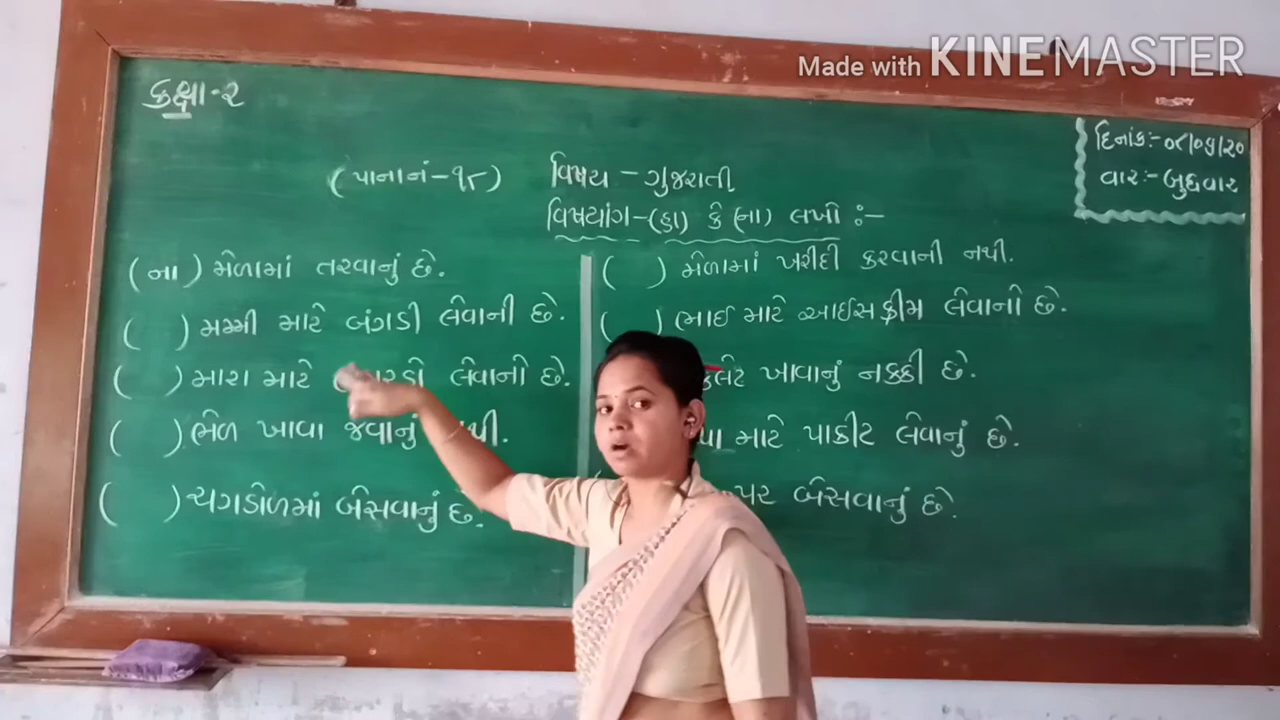 Made with KINEMASTER
કક્ષા-૨
દિનાંક:-૦૮/૦૫/૨૦
વાર:- બુધવાર
(પાના નં-૧૮) વિષય - ગુજરાતી
વિષયાંગ-(હા) કે (ના) લખો :-
(ના) મેળામાં તરવાનું છે.
( ) મમ્મી માટે બંગડી લેવાની છે.
( ) મારા માટે લેવાનો છે.
( ) ભેળ ખાવા જવાનું
( ) ચગડોળમાં બેસવાનું છે.
( ) મેળામાં ખરીદી કરવાની નથી.
( ) ભાઈ માટે આઈસક્રીમ લેવાનો છે.
ખાવાનું નક્કી છે.
માટે પાકીટ લેવાનું છે.
પર બેસવાનું છે.